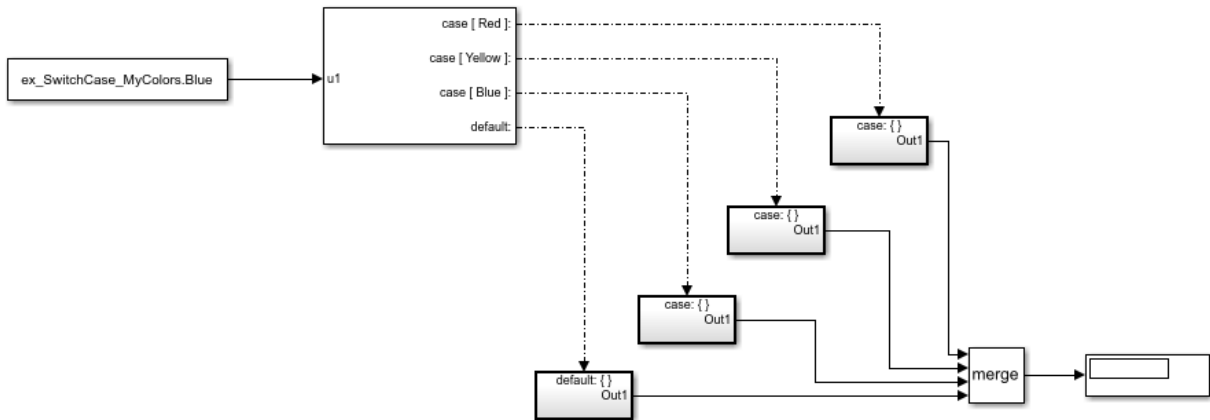 case [ Red ]:
ex_SwitchCase_MyColors.Blue
u1
case [ Yellow ]:
case [ Blue ]:
default:
case: { }
Out1
case: { }
Out1
case: { }
Out1
default: { }
Out1
merge